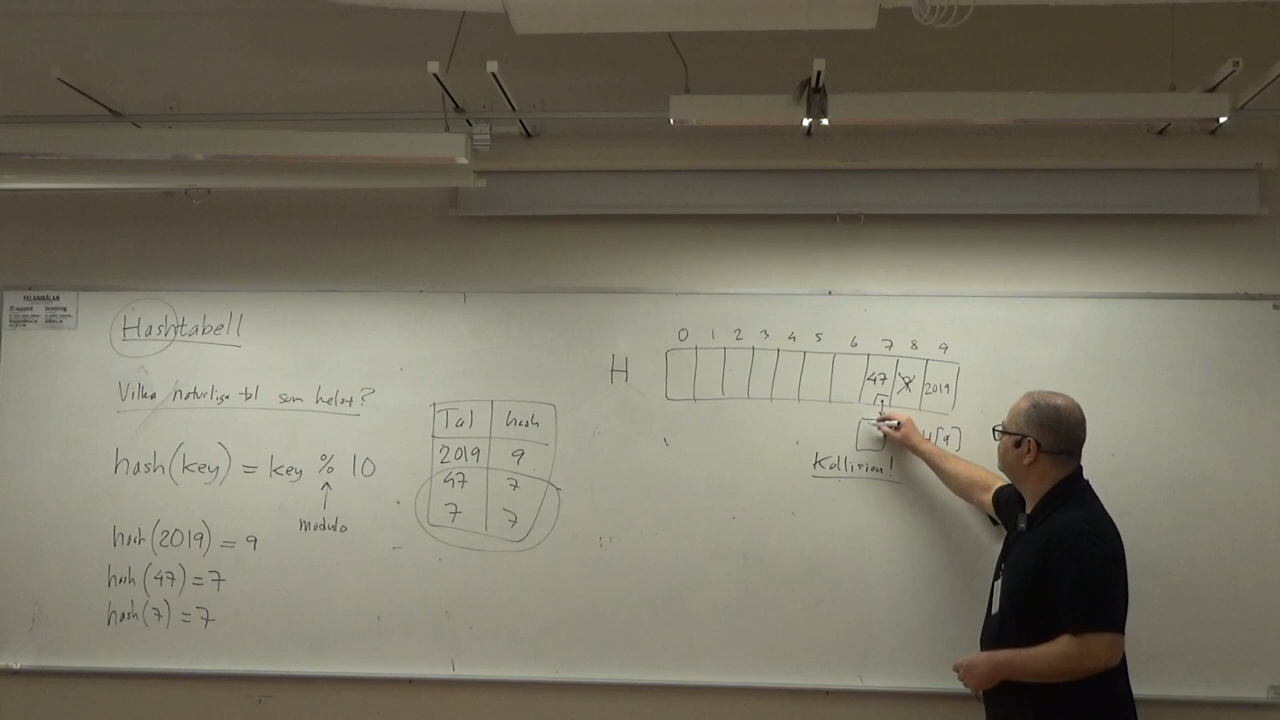 FELANMÄLAN
Hashtabell
Vilka naturliga tal som helst?
hash(key) = key % 10
modulo
hash(2019) = 9
hash(47) = 7
hash(7) = 7
Tal hash
2019 9
47 7
7 7
0 1 2 3 4 5 6 7 8 9
H 47 2019
H[9]
Kollision!